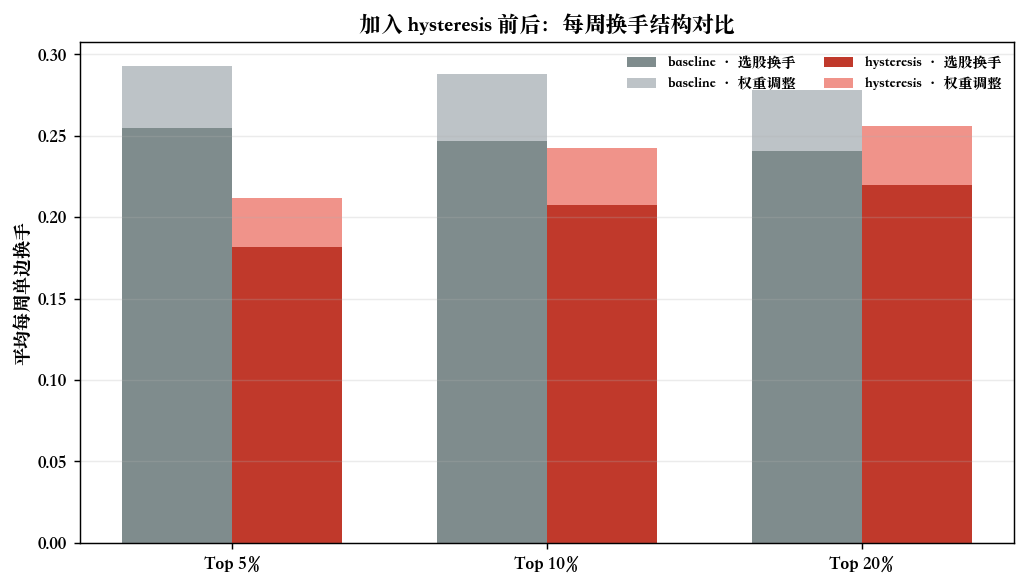 加入 hysteresis 前后：每周换手结构对比
baseline · 选股换手
baseline · 权重调整
hysteresis · 选股换手
hysteresis · 权重调整
平均每周单边换手
0.30
0.25
0.20
0.15
0.10
0.05
0.00
Top 5%
Top 10%
Top 20%